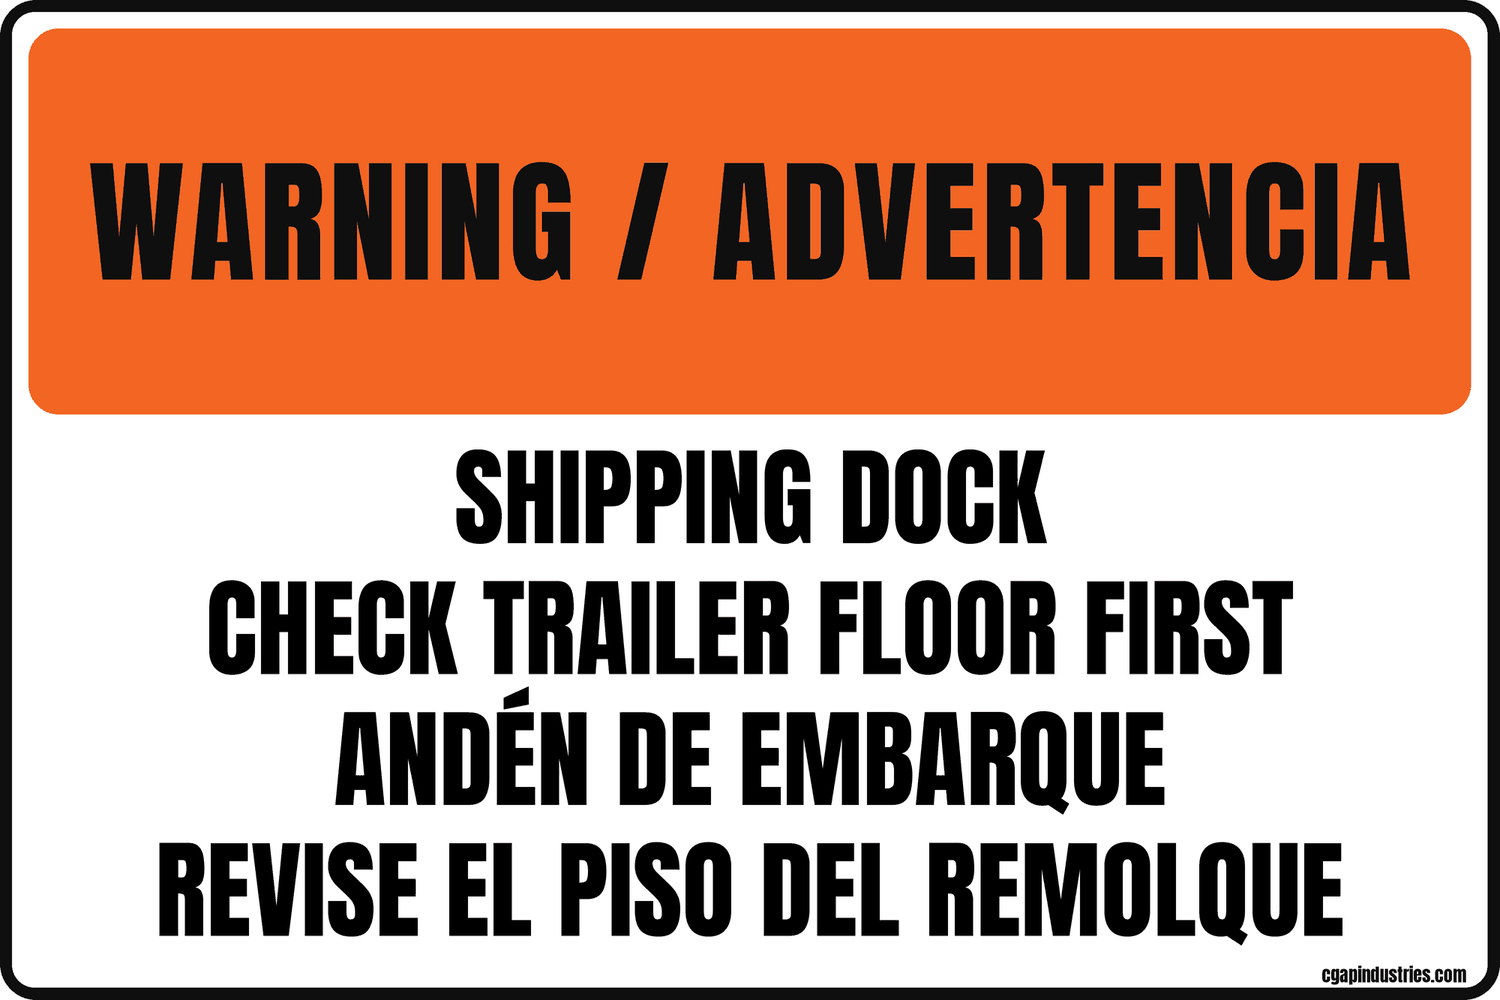 WARNING / ADVERTENCIA
SHIPPING DOCK
CHECK TRAILER FLOOR FIRST
ANDÉN DE EMBARQUE
REVISE EL PISO DEL REMOLQUE
cgapindustries.com